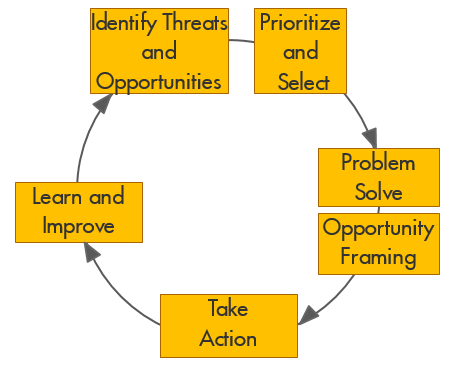 Identify Threats
and
Opportunities
Prioritize
and
Select
Problem
Solve
Opportunity
Framing
Take
Action
Learn and
Improve